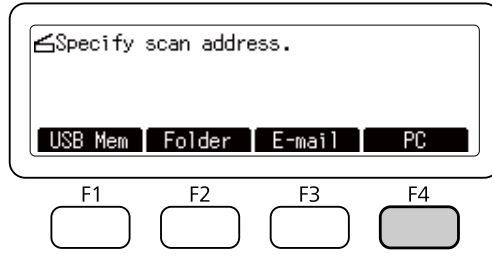 Specify scan address.
USB Mem Folder E-mail PC
F1 F2 F3 F4